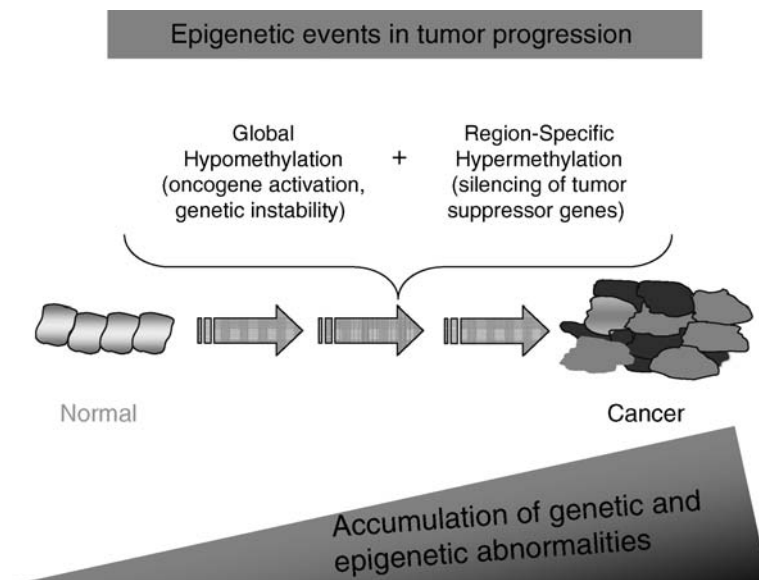 Epigenetic events in tumor progression
Global
Hypomethylation
(oncogene activation,
genetic instability)
+
Region-Specific
Hypermethylation
(silencing of tumor
suppressor genes)
Normal
Cancer
Accumulation of genetic and
epigenetic abnormalities